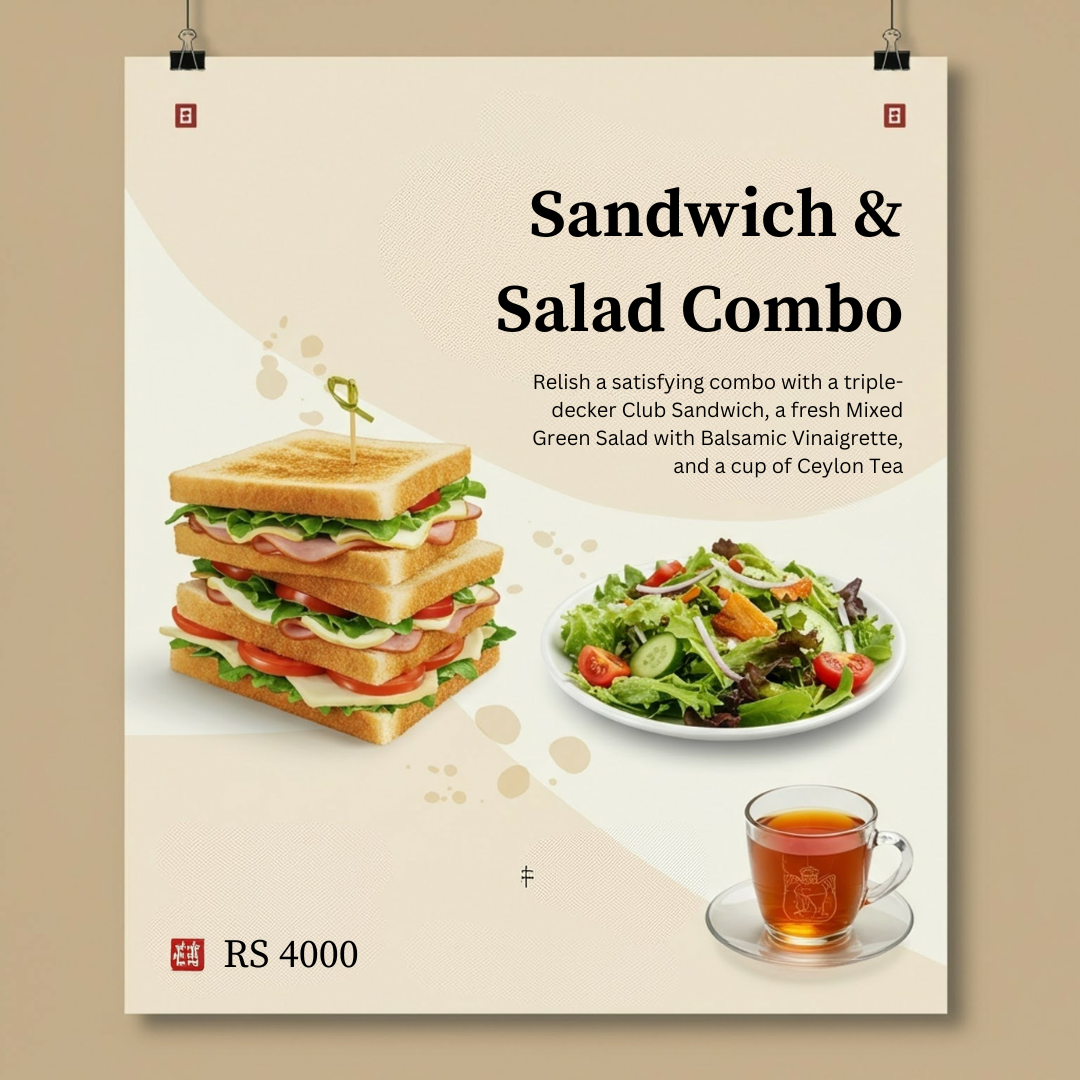 Sandwich &
Salad Combo
Relish a satisfying combo with a triple-
decker Club Sandwich, a fresh Mixed
Green Salad with Balsamic Vinaigrette,
and a cup of Ceylon Tea
RS 4000